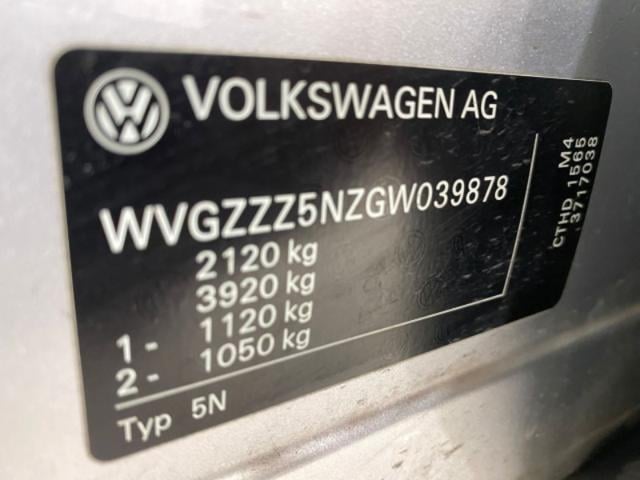 VOLKSWAGEN AG
WVGZZZ5NZGW039878
2120 kg
3920 kg
1 - 1120 kg
2 - 1050 kg
Typ 5N
M4
CTHD 1565
3717038